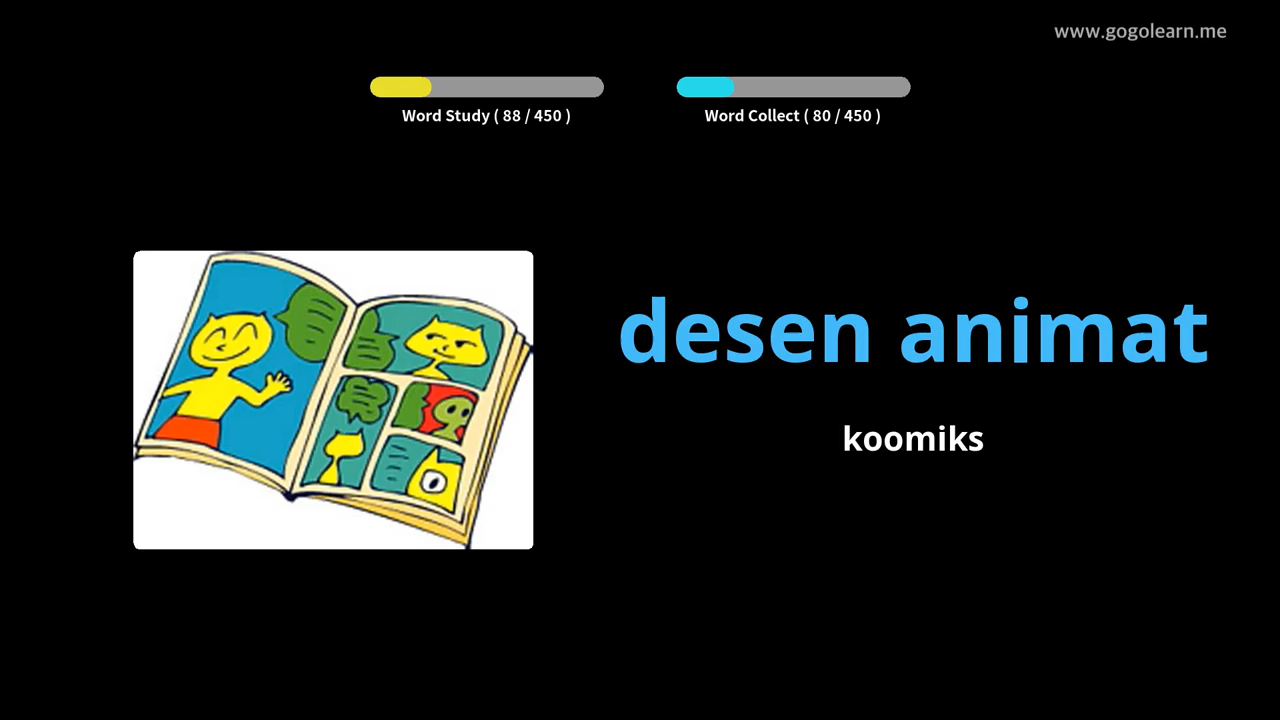 www.gogolearn.me
Word Study ( 88 / 450 )
Word Collect ( 80 / 450 )
desen animat
koomiks